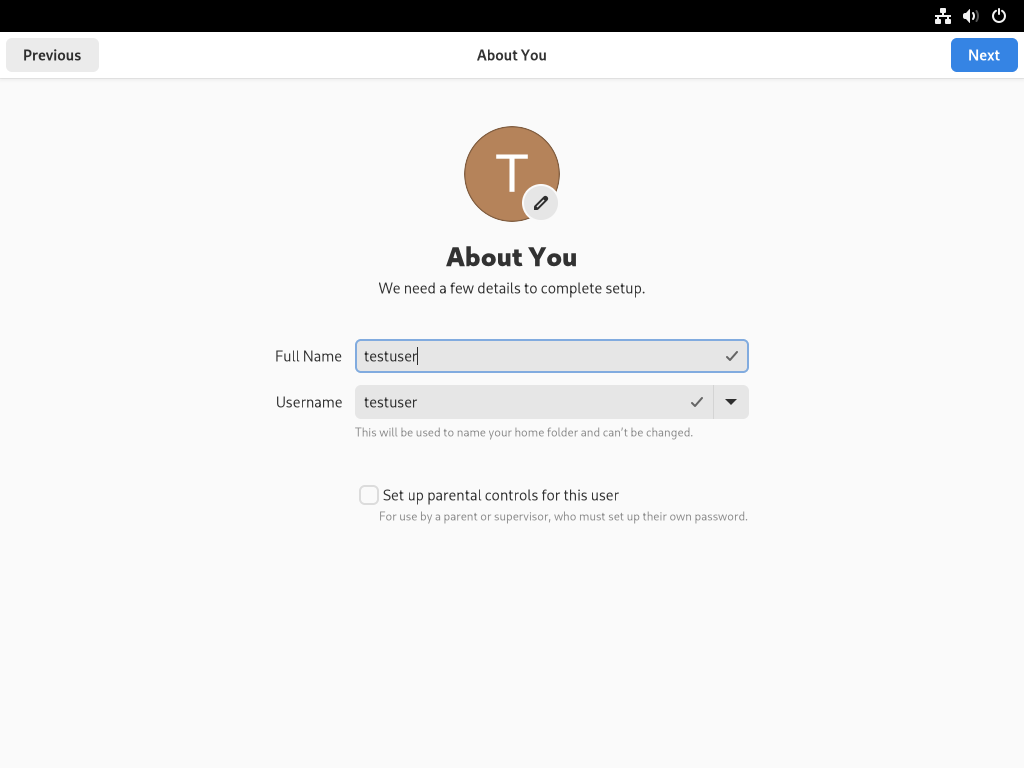 Previous
About You
Next
T
About You
We need a few details to complete setup.
Full Name
testuser
Username
testuser
This will be used to name your home folder and can't be changed.
Set up parental controls for this user
For use by a parent or supervisor, who must set up their own password.